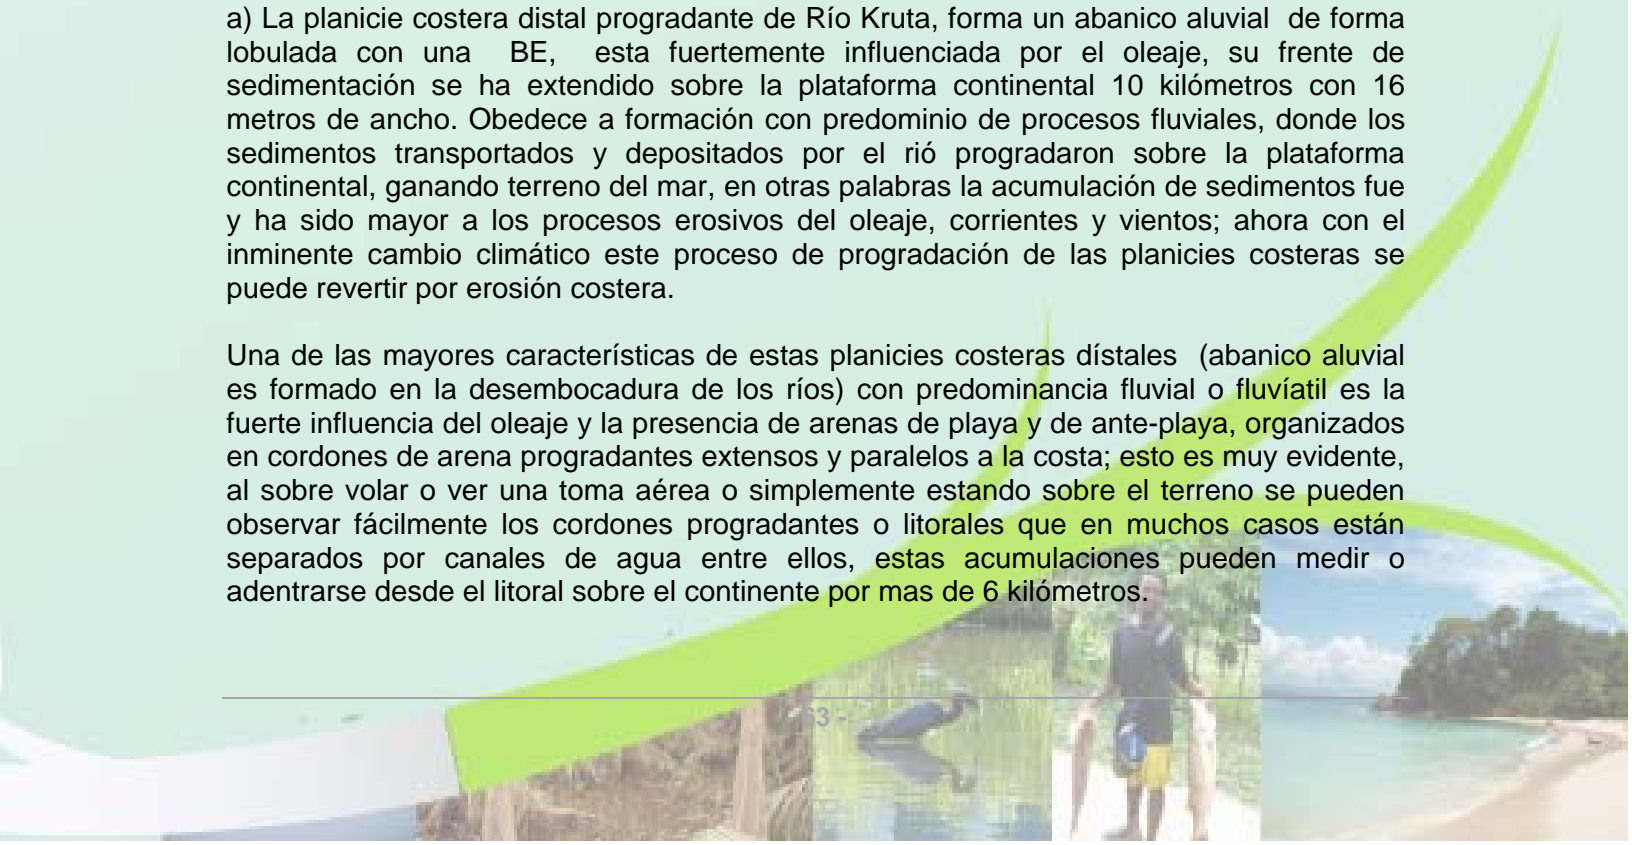 a) La planicie costera distal progradante de Río Kruta, forma un abanico aluvial  de forma
lobulada con una  BE,  esta fuertemente influenciada por el oleaje, su frente de
sedimentación se ha extendido sobre la plataforma continental 10 kilómetros con 16
metros de ancho. Obedece a formación con predominio de procesos fluviales, donde los
sedimentos transportados y depositados por el rió progradaron sobre la plataforma
continental, ganando terreno del mar, en otras palabras la acumulación de sedimentos fue
y ha sido mayor a los procesos erosivos del oleaje, corrientes y vientos; ahora con el
inminente cambio climático este proceso de progradación de las planicies costeras se
puede revertir por erosión costera.
Una de las mayores características de estas planicies costeras dístales  (abanico aluvial
es formado en la desembocadura de los ríos) con predominancia fluvial o fluvíatil es la
fuerte influencia del oleaje y la presencia de arenas de playa y de ante-playa, organizados
en cordones de arena progradantes extensos y paralelos a la costa; esto es muy evidente,
al sobre volar o ver una toma aérea o simplemente estando sobre el terreno se pueden
observar fácilmente los cordones progradantes o litorales que en muchos casos están
separados por canales de agua entre ellos, estas acumulaciones pueden medir o
adentrarse desde el litoral sobre el continente por mas de 6 kilómetros.
63 -